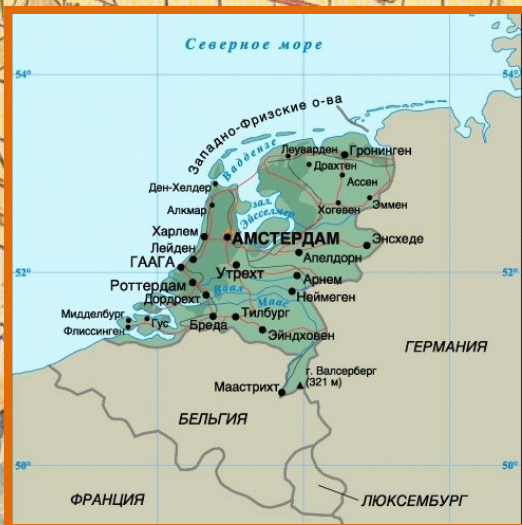 Северное море
54°
54°
Западно-Фризские о-ва
Ваддензе
Леуварден
Гронинген
Драхтен
Ассен
Ден-Хелдер
Алкмар
зал.
Эйсселмер
Хогевен
Эммен
Харлем
АМСТЕРДАМ
Энсхеде
Лейден
Апелдорн
ГААГА
52°
52°
Утрехт
Роттердам
Арнем
Ваал
Дордрехт
Маас
Неймеген
Мидделбург
Гус
Тилбург
Флиссинген
Бреда
Эйндховен
ГЕРМАНИЯ
г. Валсерберг
(321 м)
Маастрихт
БЕЛЬГИЯ
50°
50°
ФРАНЦИЯ
ЛЮКСЕМБУРГ